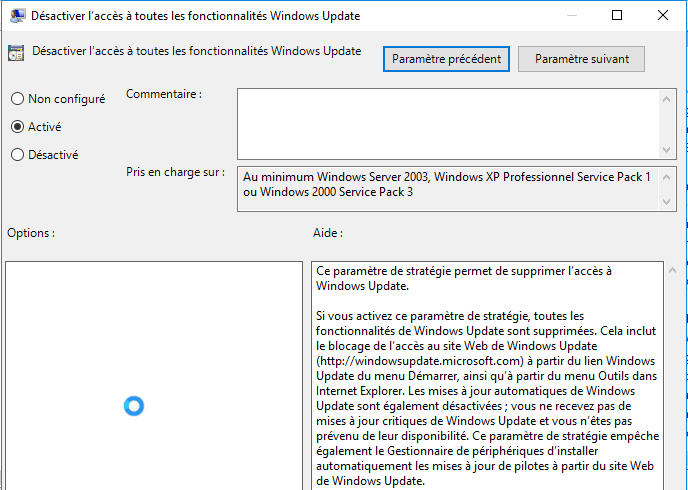 Désactiver l'accès à toutes les fonctionnalités Windows Update
Désactiver l'accès à toutes les fonctionnalités Windows Update
Paramètre précédent
Paramètre suivant
Non configuré
Commentaire :
Activé
Désactivé
Pris en charge sur :
Au minimum Windows Server 2003, Windows XP Professionnel Service Pack 1
ou Windows 2000 Service Pack 3
Options :
Aide :
Ce paramètre de stratégie permet de supprimer l'accès à
Windows Update.
Si vous activez ce paramètre de stratégie, toutes les
fonctionnalités de Windows Update sont supprimées. Cela inclut
le blocage de l'accès au site Web de Windows Update
(http://windowsupdate.microsoft.com) à partir du lien Windows
Update du menu Démarrer, ainsi qu'à partir du menu Outils dans
Internet Explorer. Les mises à jour automatiques de Windows
Update sont également désactivées ; vous ne recevez pas de
mises à jour critiques de Windows Update et vous n'êtes pas
prévenu de leur disponibilité. Ce paramètre de stratégie empêche
également le Gestionnaire de périphériques d'installer
automatiquement les mises à jour de pilotes à partir du site Web
de Windows Update.